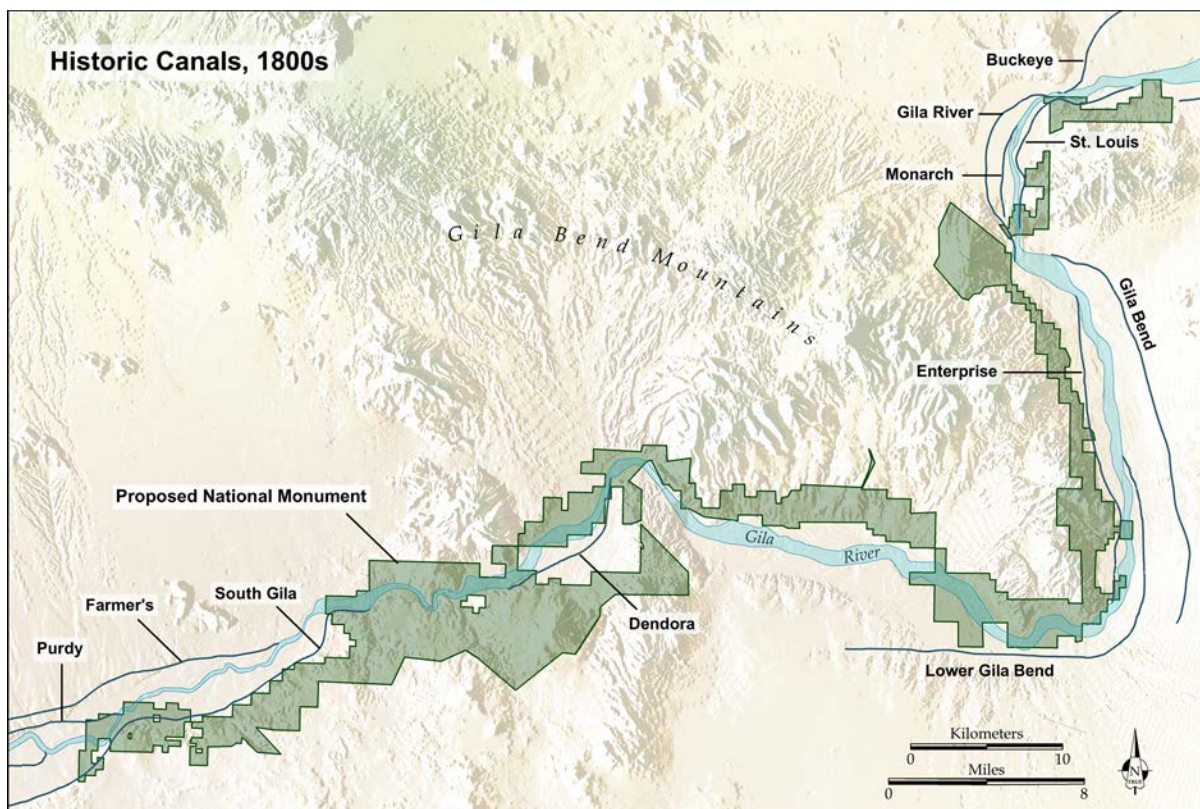 Historic Canals, 1800s
Buckeye
Gila River
St. Louis
Monarch
Gila Bend Mountains
Gila Bend
Enterprise
Proposed National Monument
Gila River
South Gila
Farmer's
Dendora
Purdy
Lower Gila Bend
Kilometers
0 10
Miles
0 8
N
TRUE